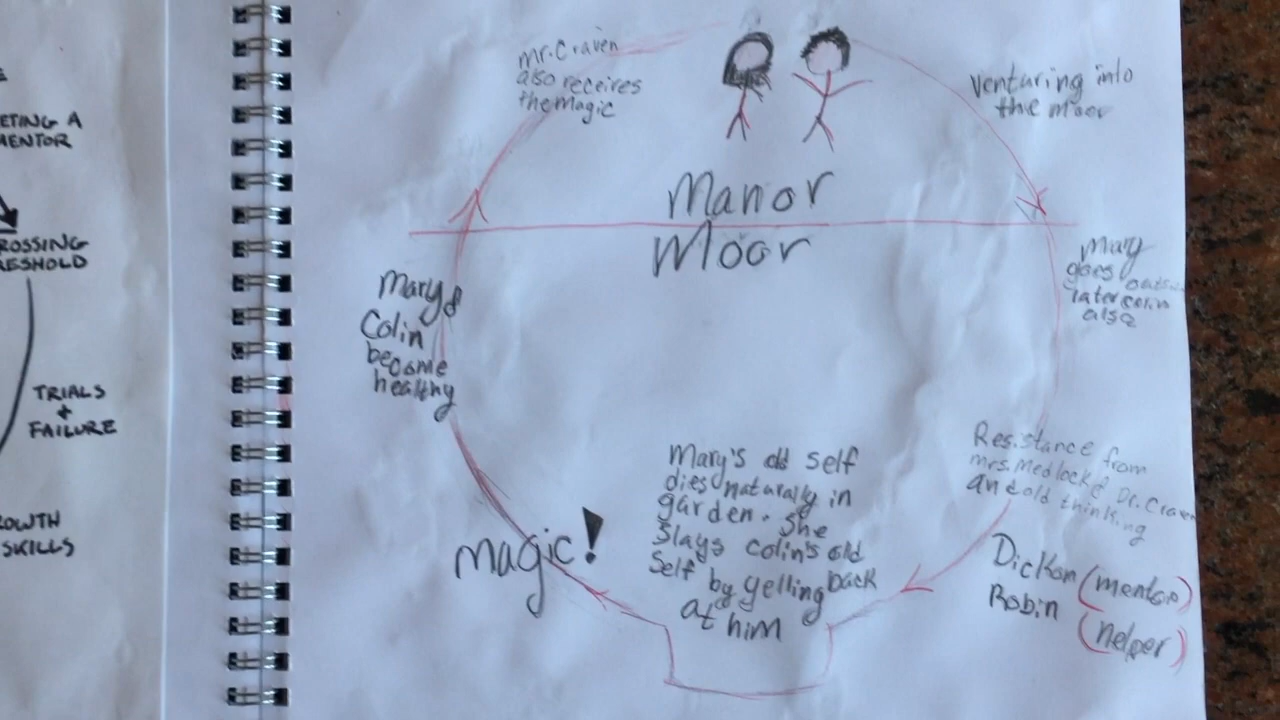 ETING A
MENTOR
ROSSING
RESHOLD
TRIALS
+
FAILURE
OWTH
SKILLS
mr. Craven
also receives
the magic
Venturing into
the moor
Manor
Moor
Mary
goes
later colin
also
Mary &
Colin
become
healthy
Resistance from
mrs. Medlock & Dr. Craven
and old thinking
Mary's old self
dies naturally in
garden. She
slays colin's old
self by yelling back
at him
magic!
Dickon (mentor)
Robin
(helper)